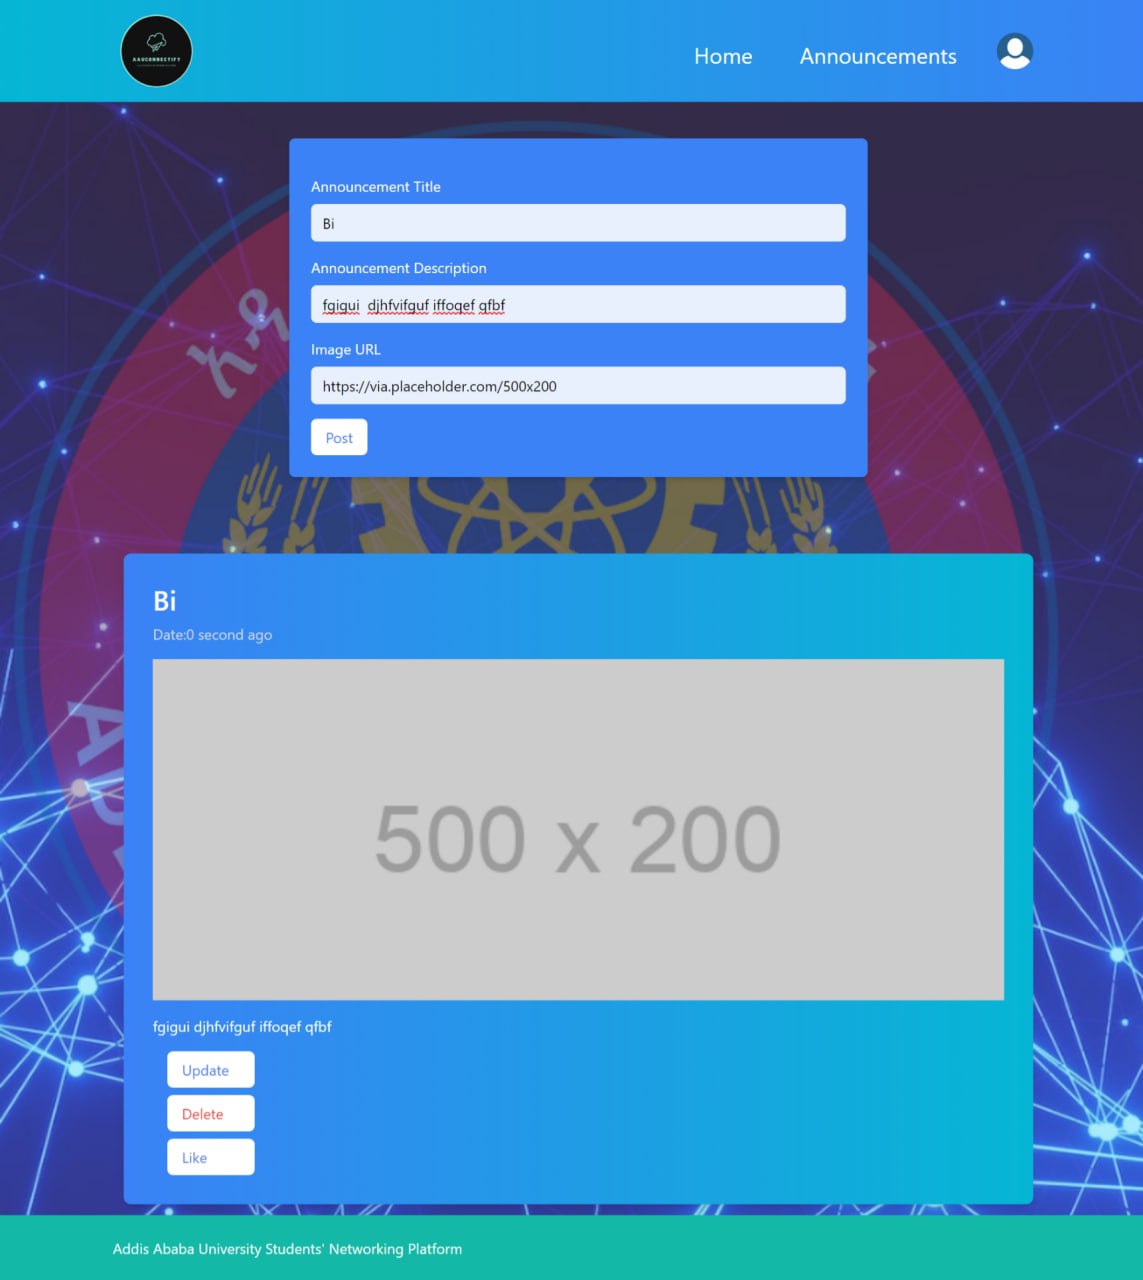 AAUCONNECTIFY
Home
Announcements
Announcement Title
Bi
Announcement Description
fgigui  djhfvifguf iffoqef qfbf
Image URL
https://via.placeholder.com/500x200
Post
Bi
Date:0 second ago
500 x 200
fgigui djhfvifguf iffoqef qfbf
Update
Delete
Like
Addis Ababa University Students' Networking Platform